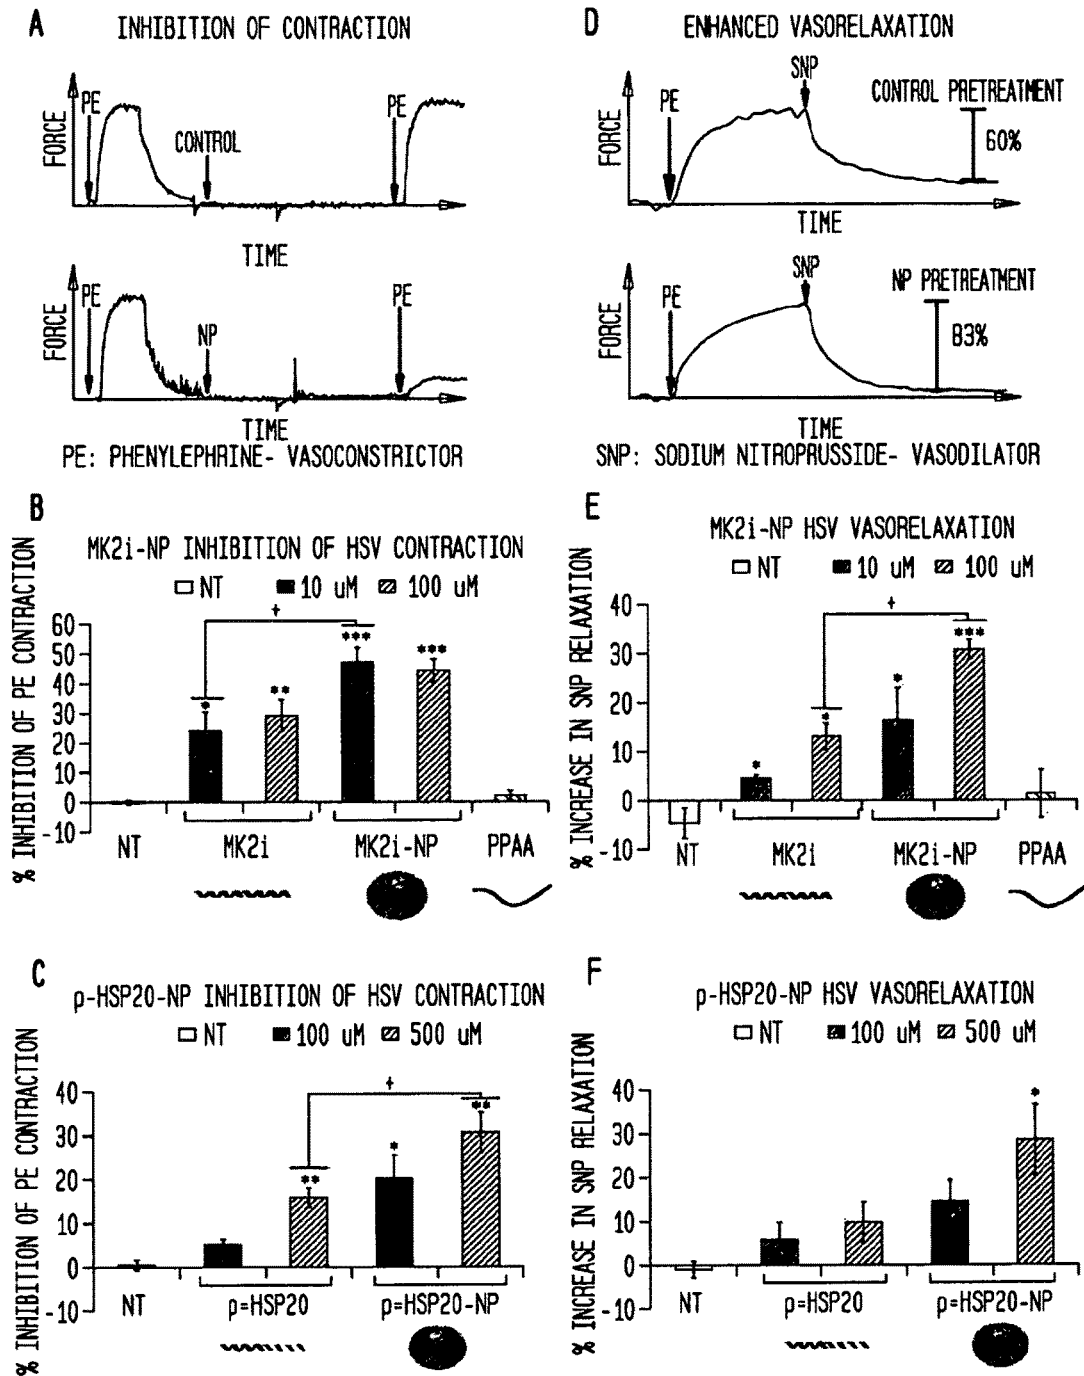 A
INHIBITION OF CONTRACTION
FORCE
PE
CONTROL
PE
TIME
FORCE
PE
NP
PE
TIME
PE: PHENYLEPHRINE- VASOCONSTRICTOR
B
MK2i-NP INHIBITION OF HSV CONTRACTION
NT 10 uM 100 uM
% INHIBITION OF PE CONTRACTION
60
50
40
30
20
10
0
-10
* ** *** ***
†
NT MK2i MK2i-NP PPAA
C
p-HSP20-NP INHIBITION OF HSV CONTRACTION
NT 100 uM 500 uM
% INHIBITION OF PE CONTRACTION
40
30
20
10
0
-10
** * **
†
NT p=HSP20 p=HSP20-NP
D
ENHANCED VASORELAXATION
FORCE
PE
SNP
CONTROL PRETREATMENT
60%
TIME
FORCE
PE
SNP
NP PRETREATMENT
83%
TIME
SNP: SODIUM NITROPRUSSIDE- VASODILATOR
E
MK2i-NP HSV VASORELAXATION
NT 10 uM 100 uM
% INCREASE IN SNP RELAXATION
40
30
20
10
0
-10
* * * ***
†
NT MK2i MK2i-NP PPAA
F
p-HSP20-NP HSV VASORELAXATION
NT 100 uM 500 uM
% INCREASE IN SNP RELAXATION
40
30
20
10
0
-10
*
NT p=HSP20 p=HSP20-NP